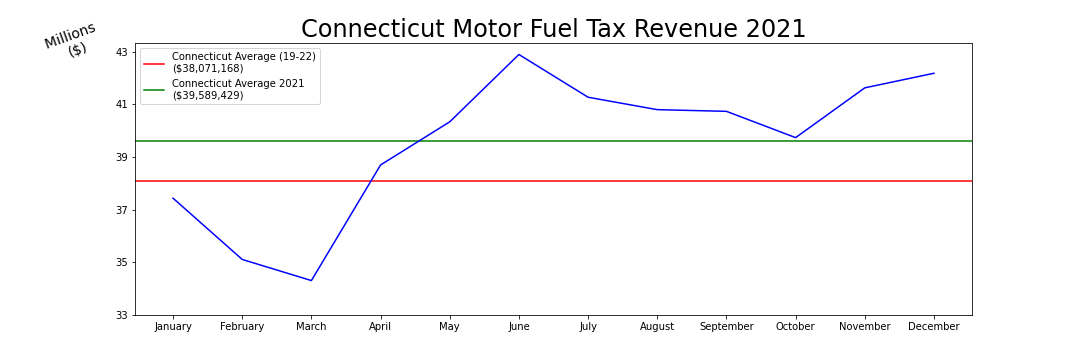 Connecticut Motor Fuel Tax Revenue 2021
Millions
($)
Connecticut Average (19-22)
($38,071,168)
Connecticut Average 2021
($39,589,429)
43
41
39
37
35
33
January February March April May June July August September October November December